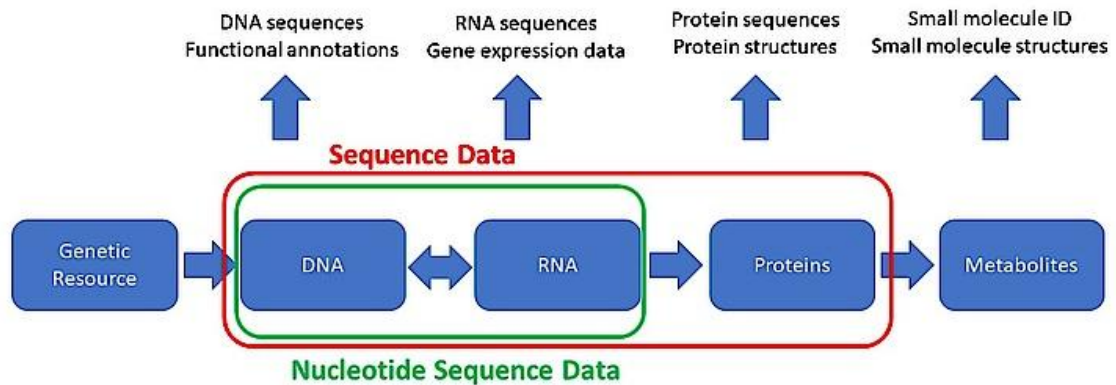 DNA sequences
Functional annotations
RNA sequences
Gene expression data
Protein sequences
Protein structures
Small molecule ID
Small molecule structures
Sequence Data
Genetic
Resource
DNA
RNA
Proteins
Metabolites
Nucleotide Sequence Data